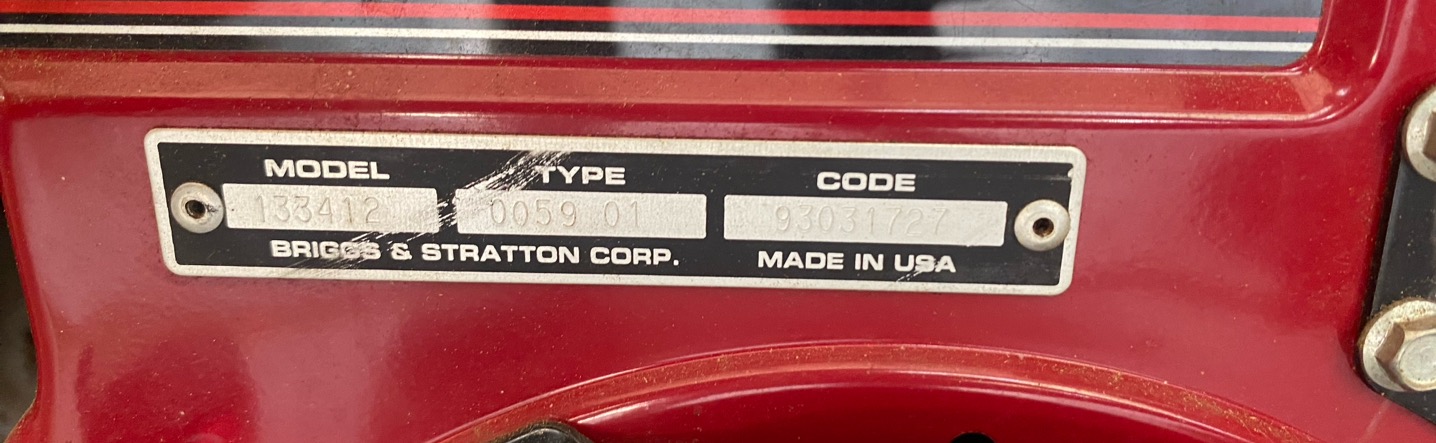 MODEL TYPE CODE
133412 0059 01 93031727
BRIGGS & STRATTON CORP. MADE IN USA